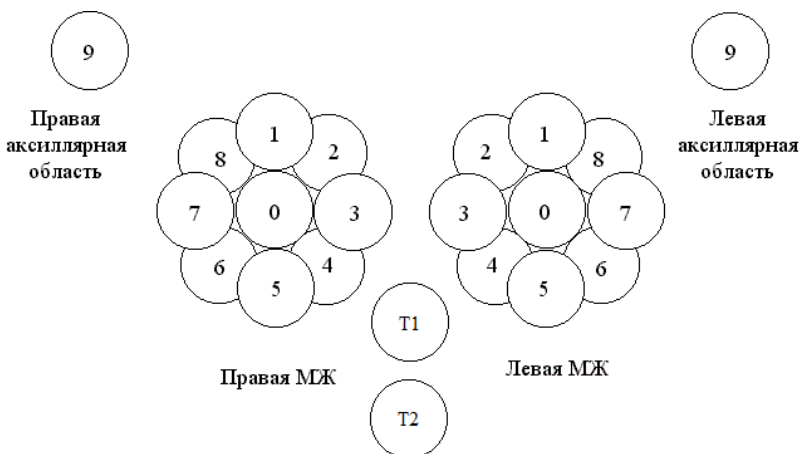 9
9
Правая
аксиллярная
область
Левая
аксиллярная
область
1
8
2
7
0
3
6
4
5
1
2
8
3
0
7
4
6
5
T1
Правая МЖ
Левая МЖ
T2